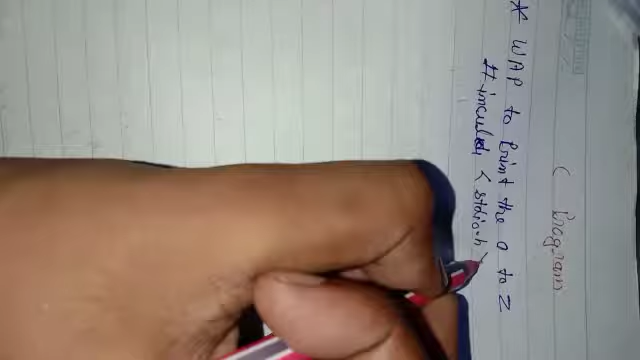 C Program
* WAP to Print the a to Z
#include <stdio.h>